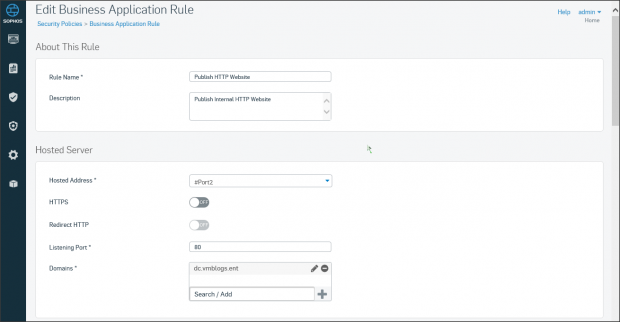 SOPHOS
Edit Business Application Rule
Help admin
Security Policies > Business Application Rule
Home
About This Rule
Rule Name *
Publish HTTP Website
Description
Publish Internal HTTP Website
Hosted Server
Hosted Address *
#Port2
HTTPS
OFF
Redirect HTTP
OFF
Listening Port *
80
Domains *
dc.vmblogs.ent
Search / Add